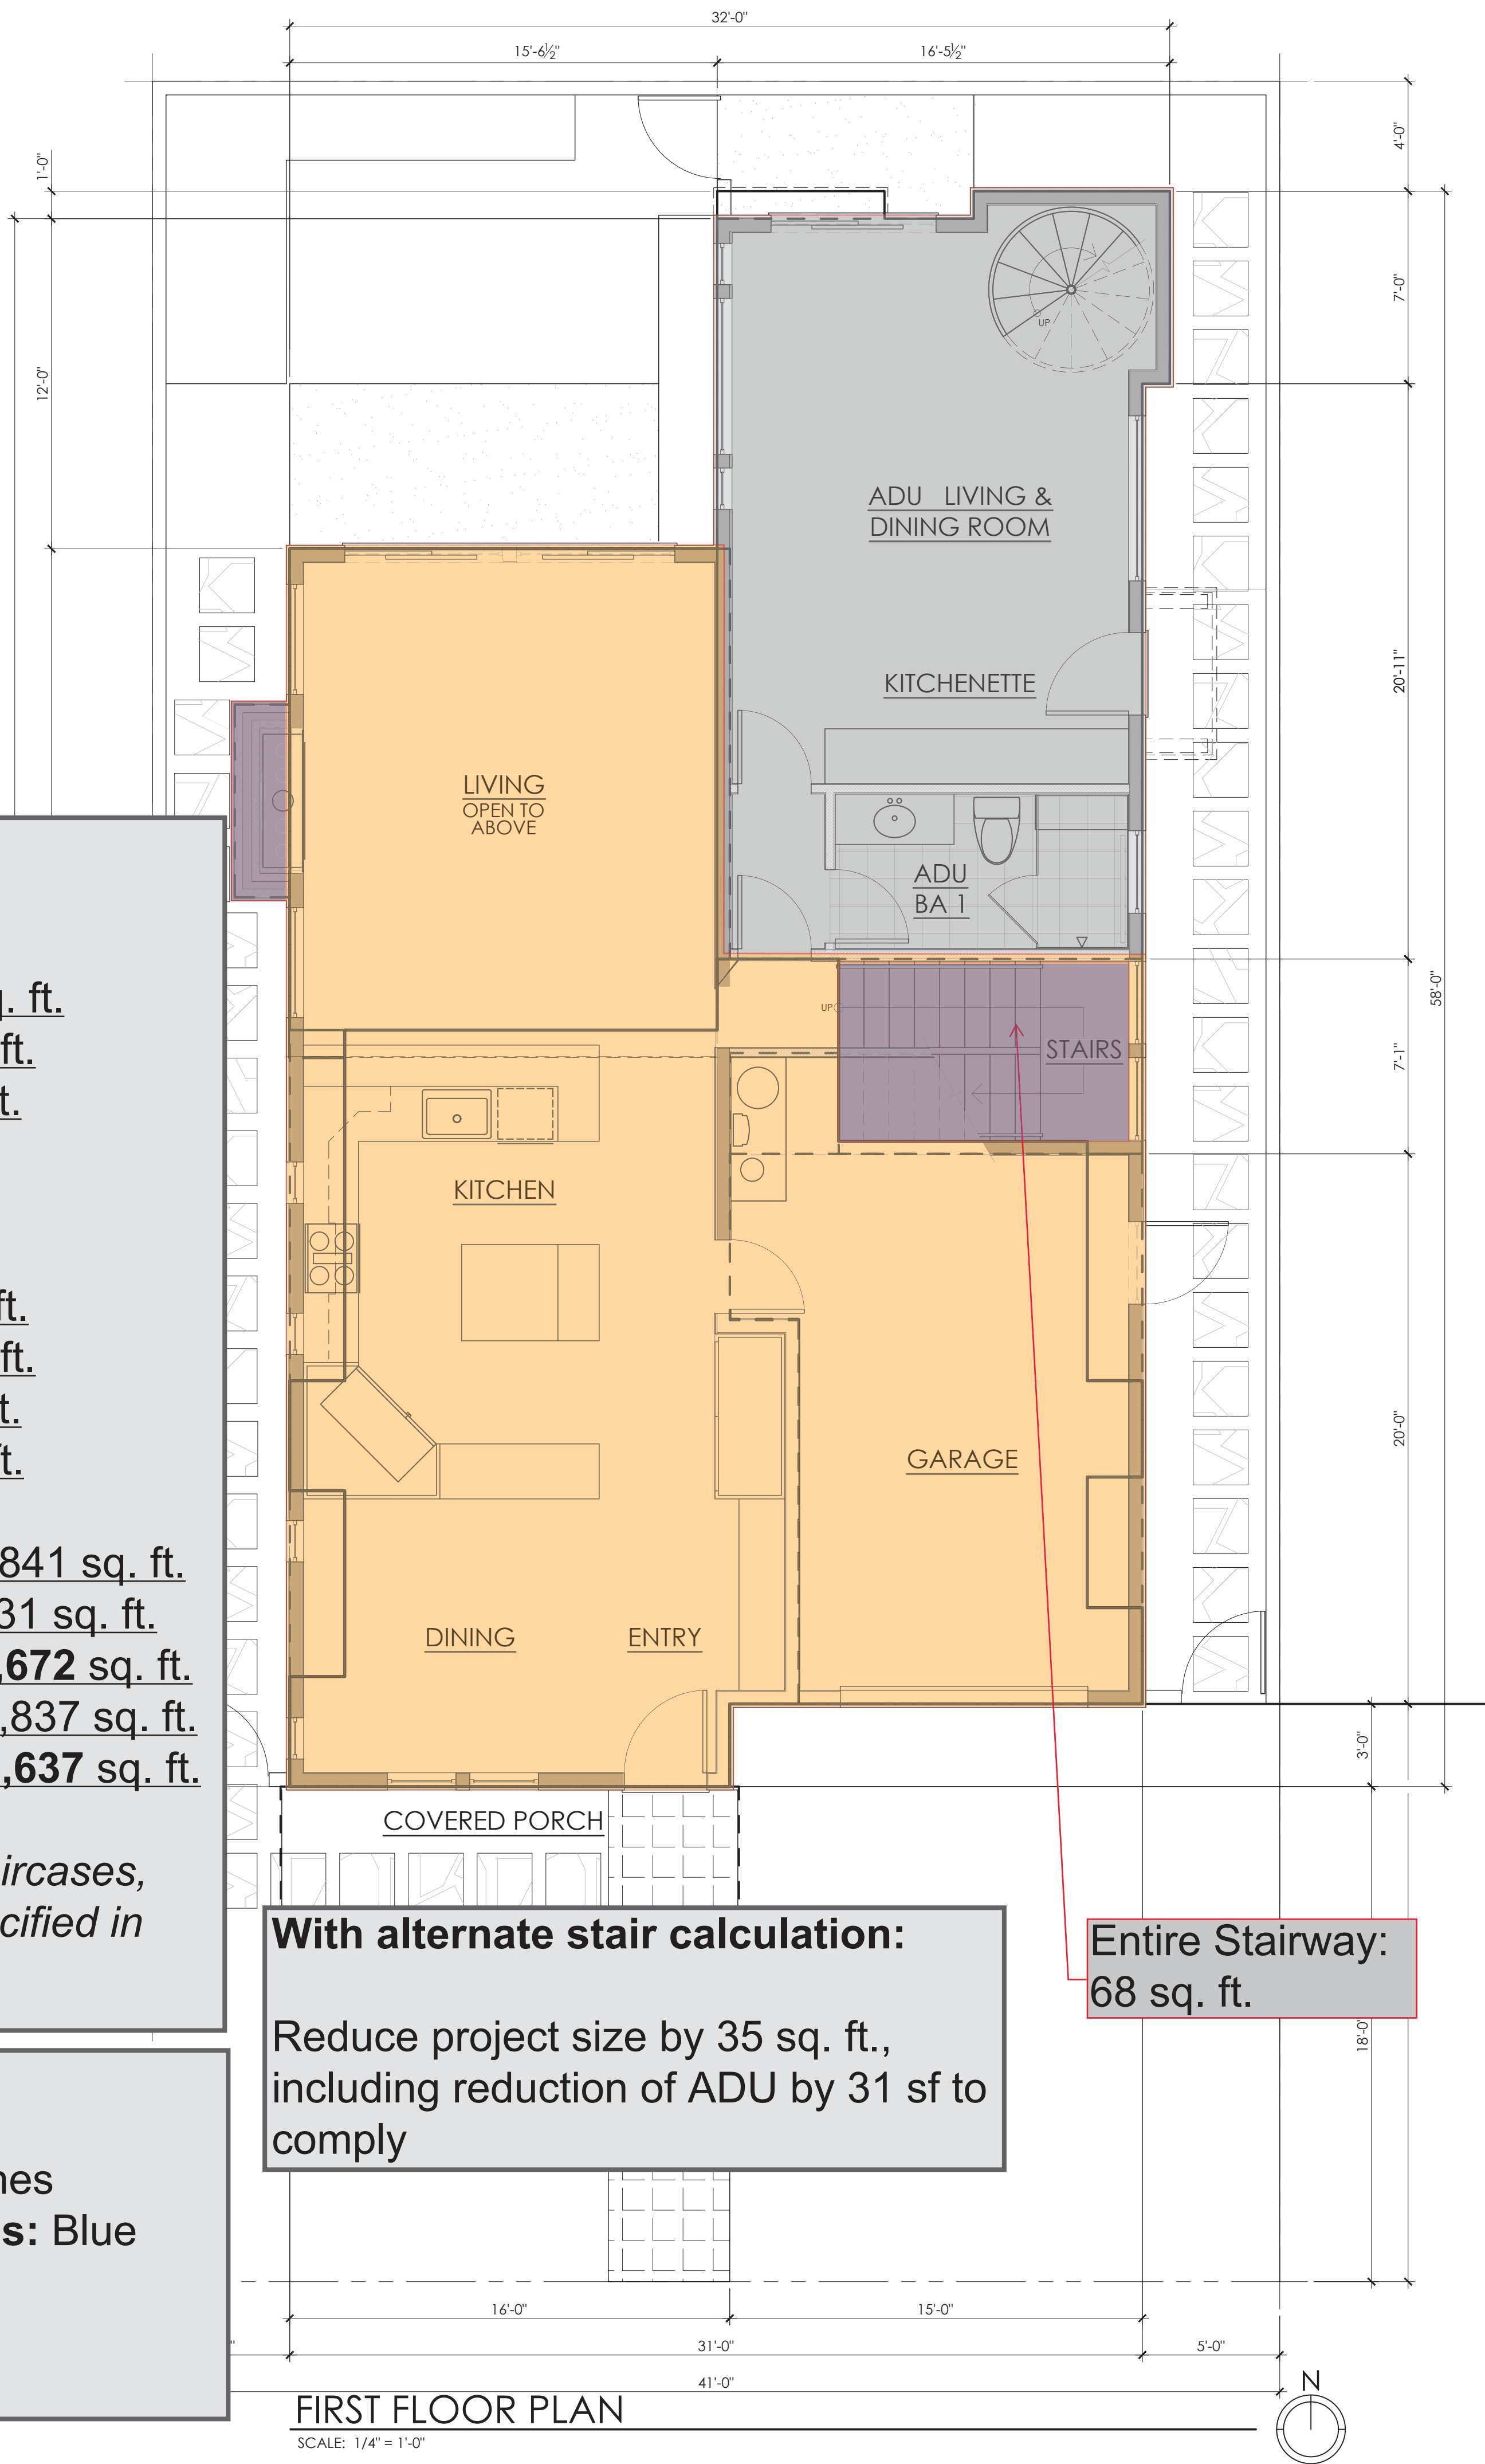 32'-0"
15'-6½"
16'-5½"
4'-0"
1'-0"
7'-0"
12'-0"
UP
ADU LIVING &
DINING ROOM
20'-11"
KITCHENETTE
LIVING
OPEN TO
ABOVE
ADU
BA 1
58'-0"
q. ft.
ft.
t.
UP
STAIRS
7'-1"
KITCHEN
ft.
ft.
t.
ft.
20'-0"
GARAGE
841 sq. ft.
31 sq. ft.
,672 sq. ft.
,837 sq. ft.
,637 sq. ft.
DINING
ENTRY
3'-0"
COVERED PORCH
ircases,
cified in
With alternate stair calculation:
Reduce project size by 35 sq. ft.,
including reduction of ADU by 31 sf to
comply
Entire Stairway:
68 sq. ft.
18'-0"
nes
s: Blue
16'-0"
15'-0"
"
31'-0"
5'-0"
41'-0"
N
FIRST FLOOR PLAN
SCALE: 1/4" = 1'-0"